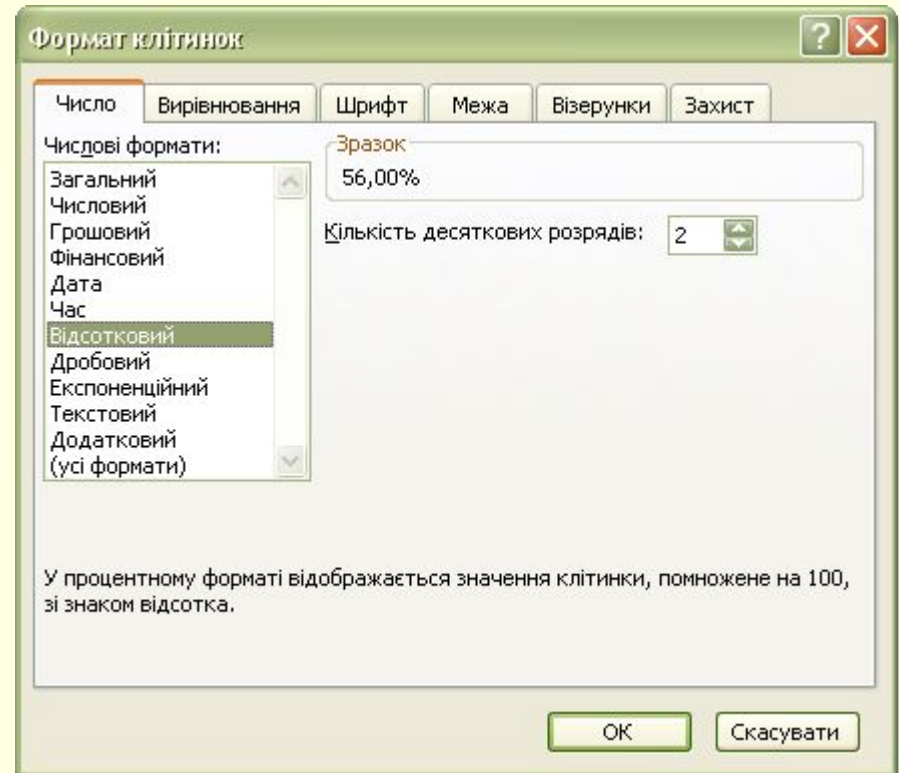 Формат клітинок
Число Вирівнювання Шрифт Межа Візерунки Захист
Числові формати:
Загальний
Числовий
Грошовий
Фінансовий
Дата
Час
Відсотковий
Дробовий
Експоненційний
Текстовий
Додатковий
(усі формати)
Зразок
56,00%
Кількість десяткових розрядів: 2
У процентному форматі відображається значення клітинки, помножене на 100,
зі знаком відсотка.
ОК Скасувати